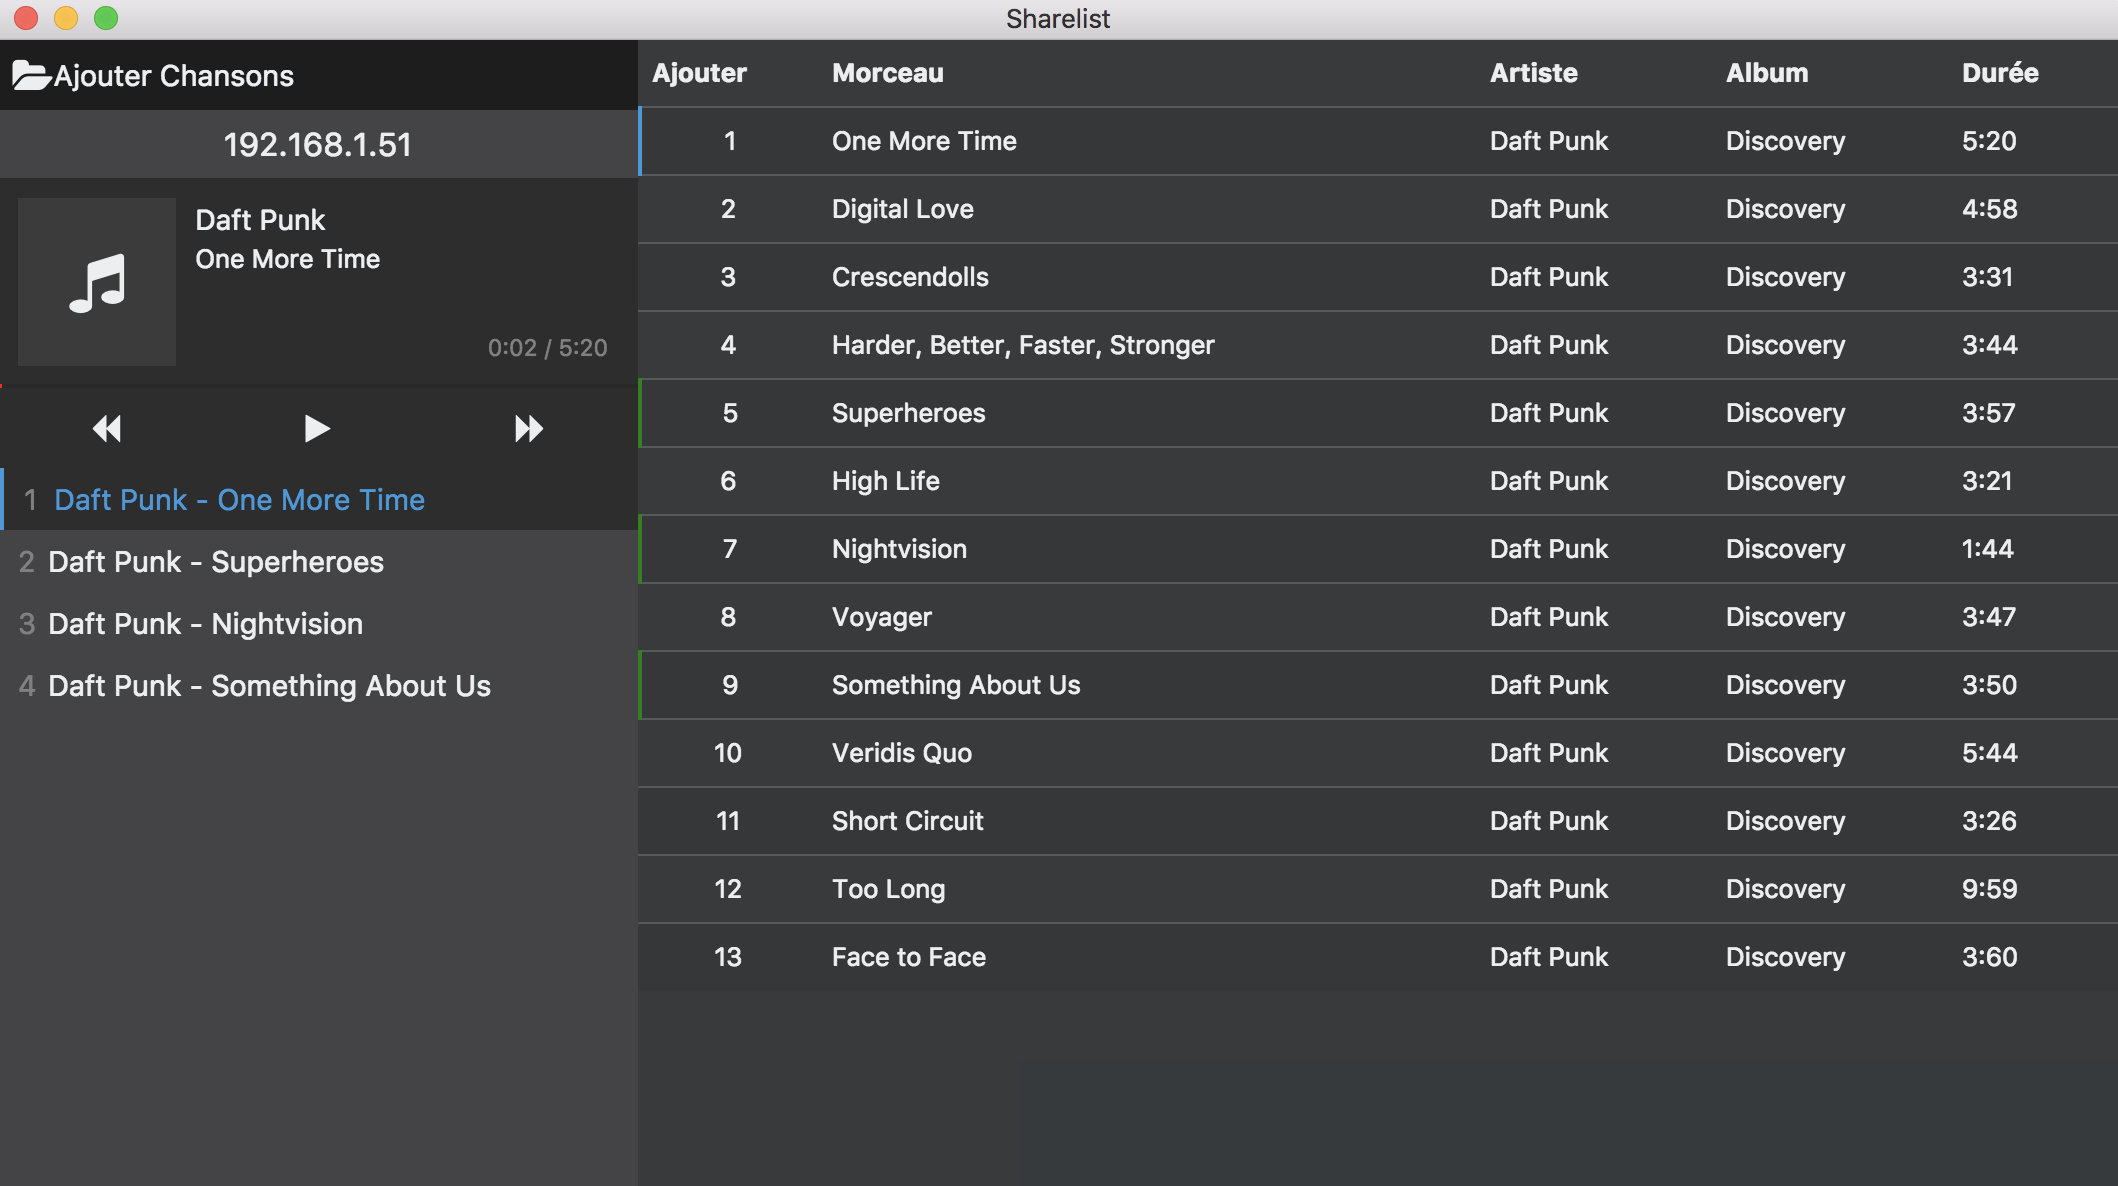 Sharelist
Ajouter Chansons
192.168.1.51
Daft Punk
One More Time
0:02 / 5:20
1 Daft Punk - One More Time
2 Daft Punk - Superheroes
3 Daft Punk - Nightvision
4 Daft Punk - Something About Us
Ajouter Morceau Artiste Album Durée
1 One More Time Daft Punk Discovery 5:20
2 Digital Love Daft Punk Discovery 4:58
3 Crescendolls Daft Punk Discovery 3:31
4 Harder, Better, Faster, Stronger Daft Punk Discovery 3:44
5 Superheroes Daft Punk Discovery 3:57
6 High Life Daft Punk Discovery 3:21
7 Nightvision Daft Punk Discovery 1:44
8 Voyager Daft Punk Discovery 3:47
9 Something About Us Daft Punk Discovery 3:50
10 Veridis Quo Daft Punk Discovery 5:44
11 Short Circuit Daft Punk Discovery 3:26
12 Too Long Daft Punk Discovery 9:59
13 Face to Face Daft Punk Discovery 3:60